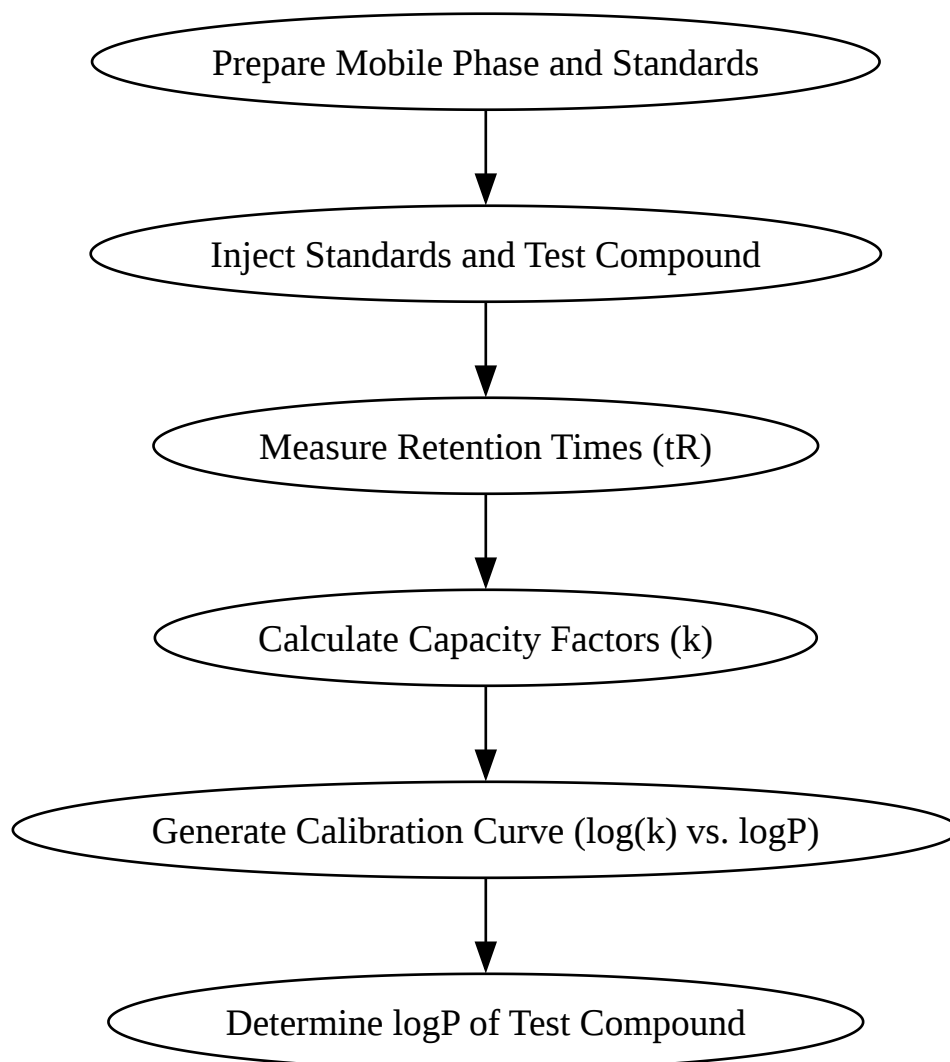 Prepare Mobile Phase and Standards
Inject Standards and Test Compound
Measure Retention Times (tR)
Calculate Capacity Factors (k)
Generate Calibration Curve (log(k) vs. logP)
Determine logP of Test Compound